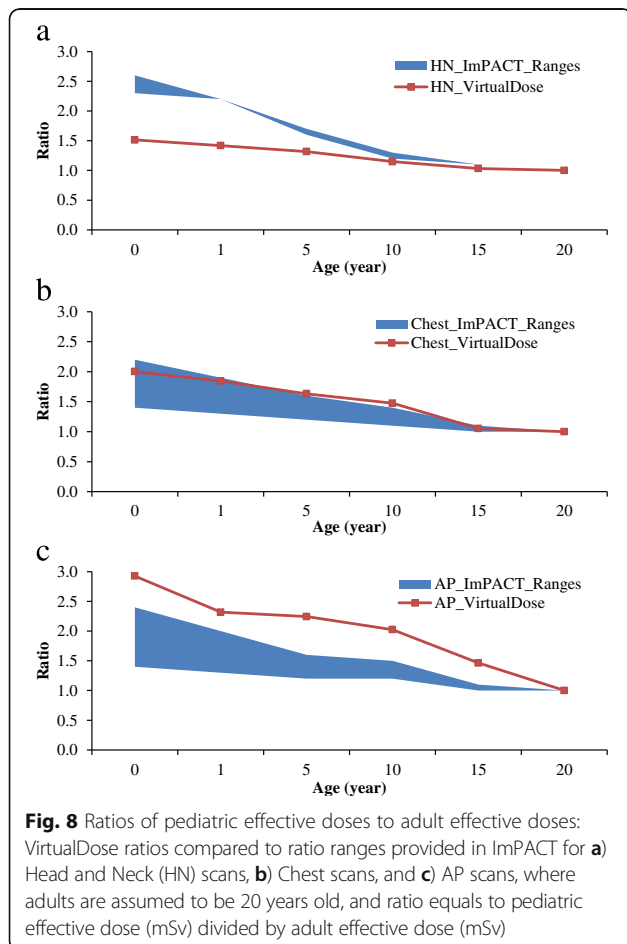 a
3.0
2.5
2.0
1.5
1.0
0.5
0.0
Ratio
HN_ImPACT_Ranges
HN_VirtualDose
0 1 5 10 15 20
Age (year)
b
3.0
2.5
2.0
1.5
1.0
0.5
0.0
Ratio
Chest_ImPACT_Ranges
Chest_VirtualDose
0 1 5 10 15 20
Age (year)
c
3.0
2.5
2.0
1.5
1.0
0.5
0.0
Ratio
AP_ImPACT_Ranges
AP_VirtualDose
0 1 5 10 15 20
Age (year)
Fig. 8 Ratios of pediatric effective doses to adult effective doses:
VirtualDose ratios compared to ratio ranges provided in ImPACT for a)
Head and Neck (HN) scans, b) Chest scans, and c) AP scans, where
adults are assumed to be 20 years old, and ratio equals to pediatric
effective dose (mSv) divided by adult effective dose (mSv)